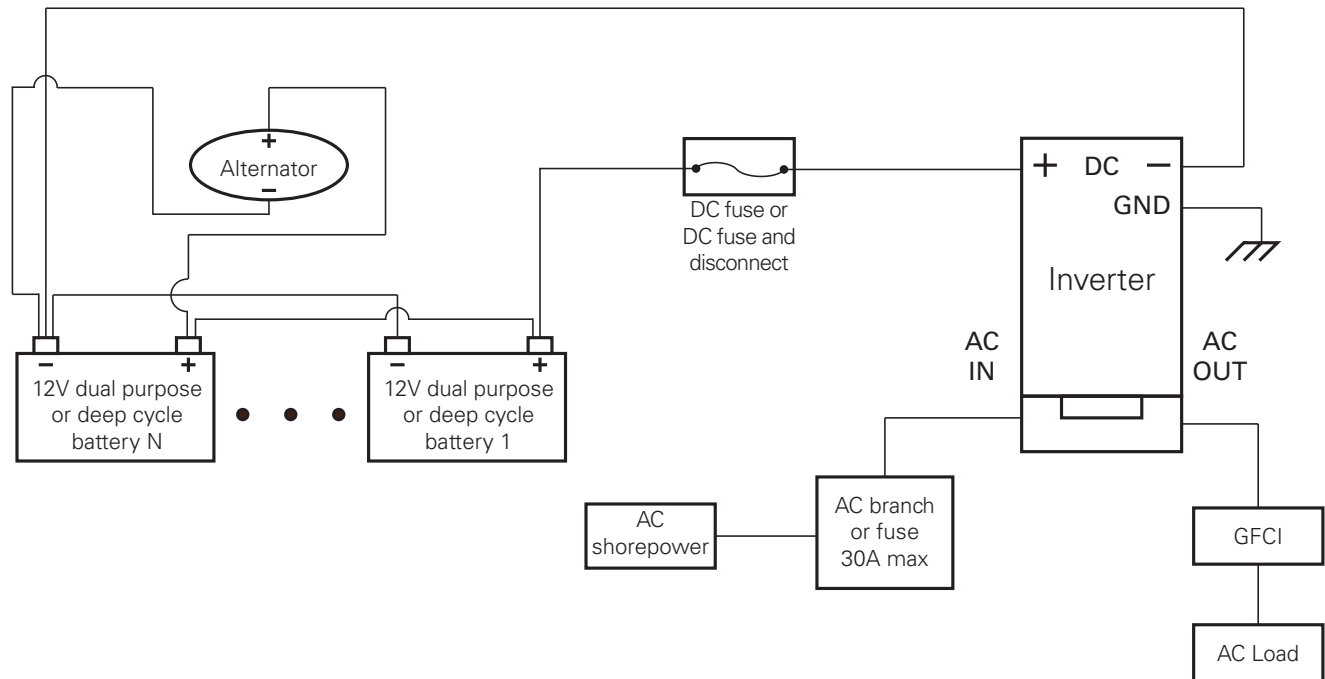 +
Alternator
−
DC fuse or
DC fuse and
disconnect
+ DC −
GND
Inverter
AC
IN
AC
OUT
− +
12V dual purpose
or deep cycle
battery N
− +
12V dual purpose
or deep cycle
battery 1
AC
shorepower
AC branch
or fuse
30A max
GFCI
AC Load